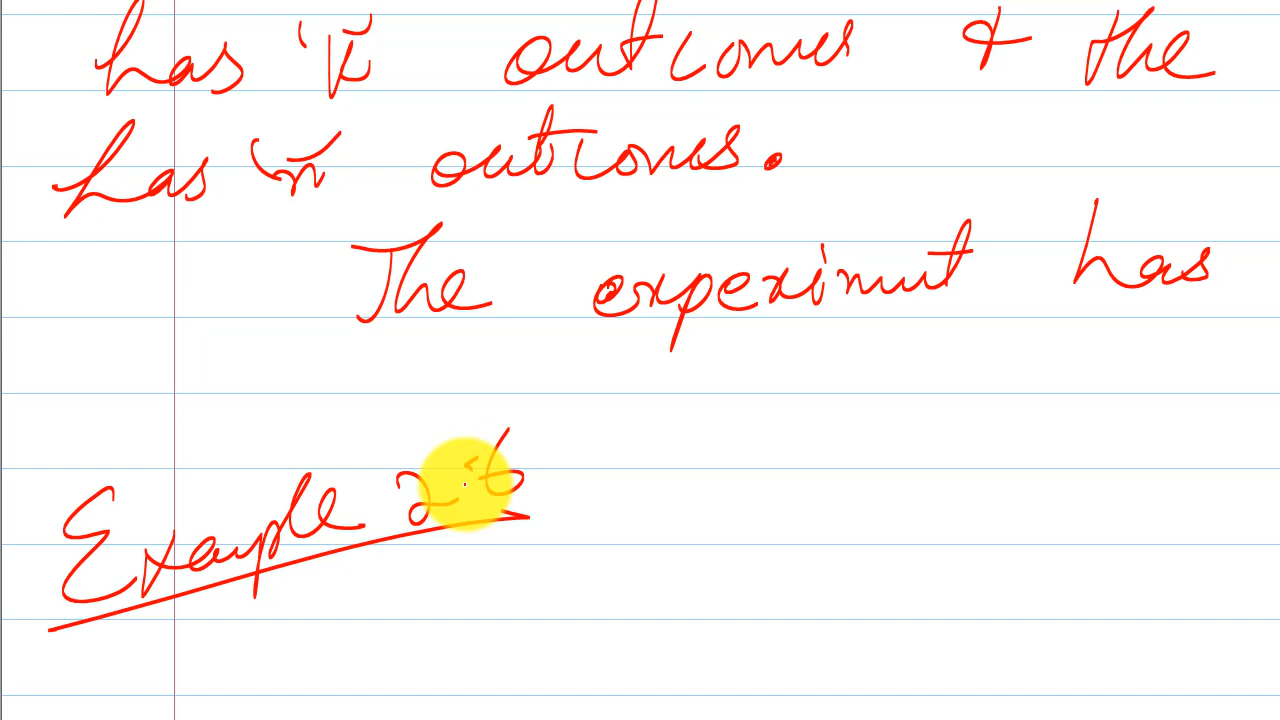 has 'k' outcomes & the
has 'n' outcomes.
The experiment has
Example 2.6